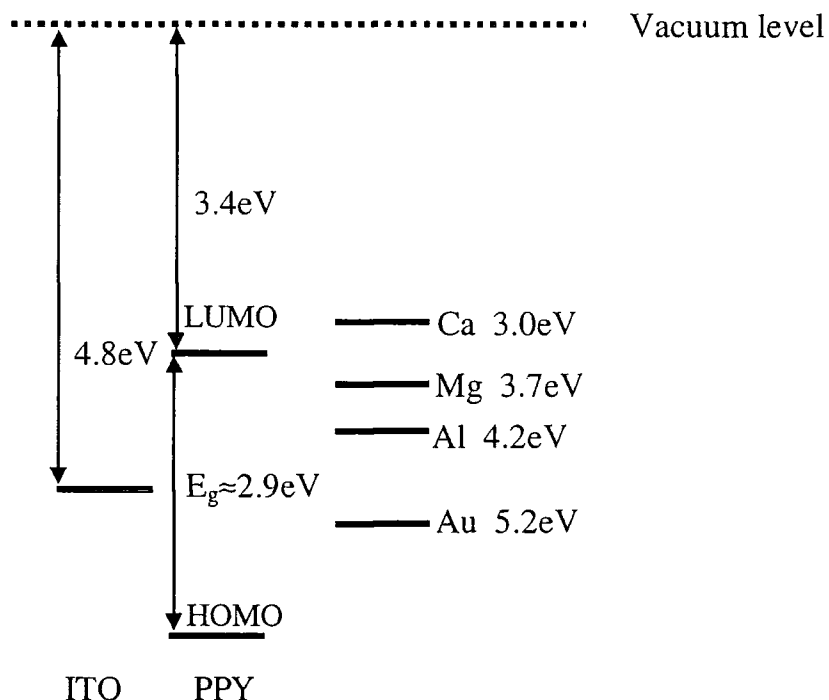 Vacuum level
3.4eV
LUMO
Ca 3.0eV
4.8eV
Mg 3.7eV
Al 4.2eV
E_g≈2.9eV
Au 5.2eV
HOMO
ITO PPY